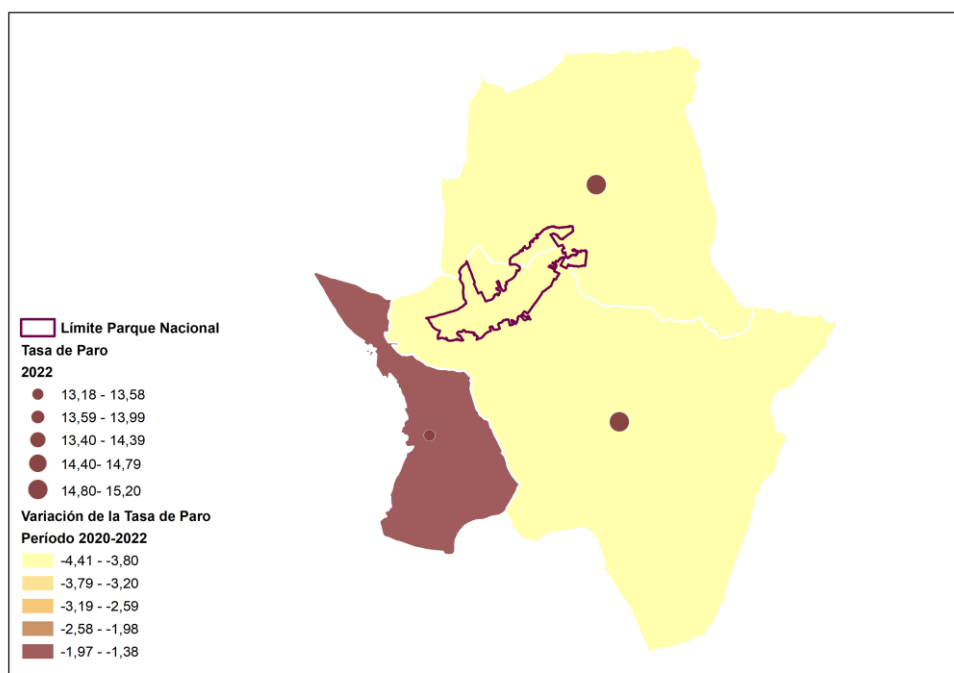 Límite Parque Nacional
Tasa de Paro
2022
13,18 - 13,58
13,59 - 13,99
13,40 - 14,39
14,40- 14,79
14,80- 15,20
Variación de la Tasa de Paro
Período 2020-2022
-4,41 - -3,80
-3,79 - -3,20
-3,19 - -2,59
-2,58 - -1,98
-1,97 - -1,38